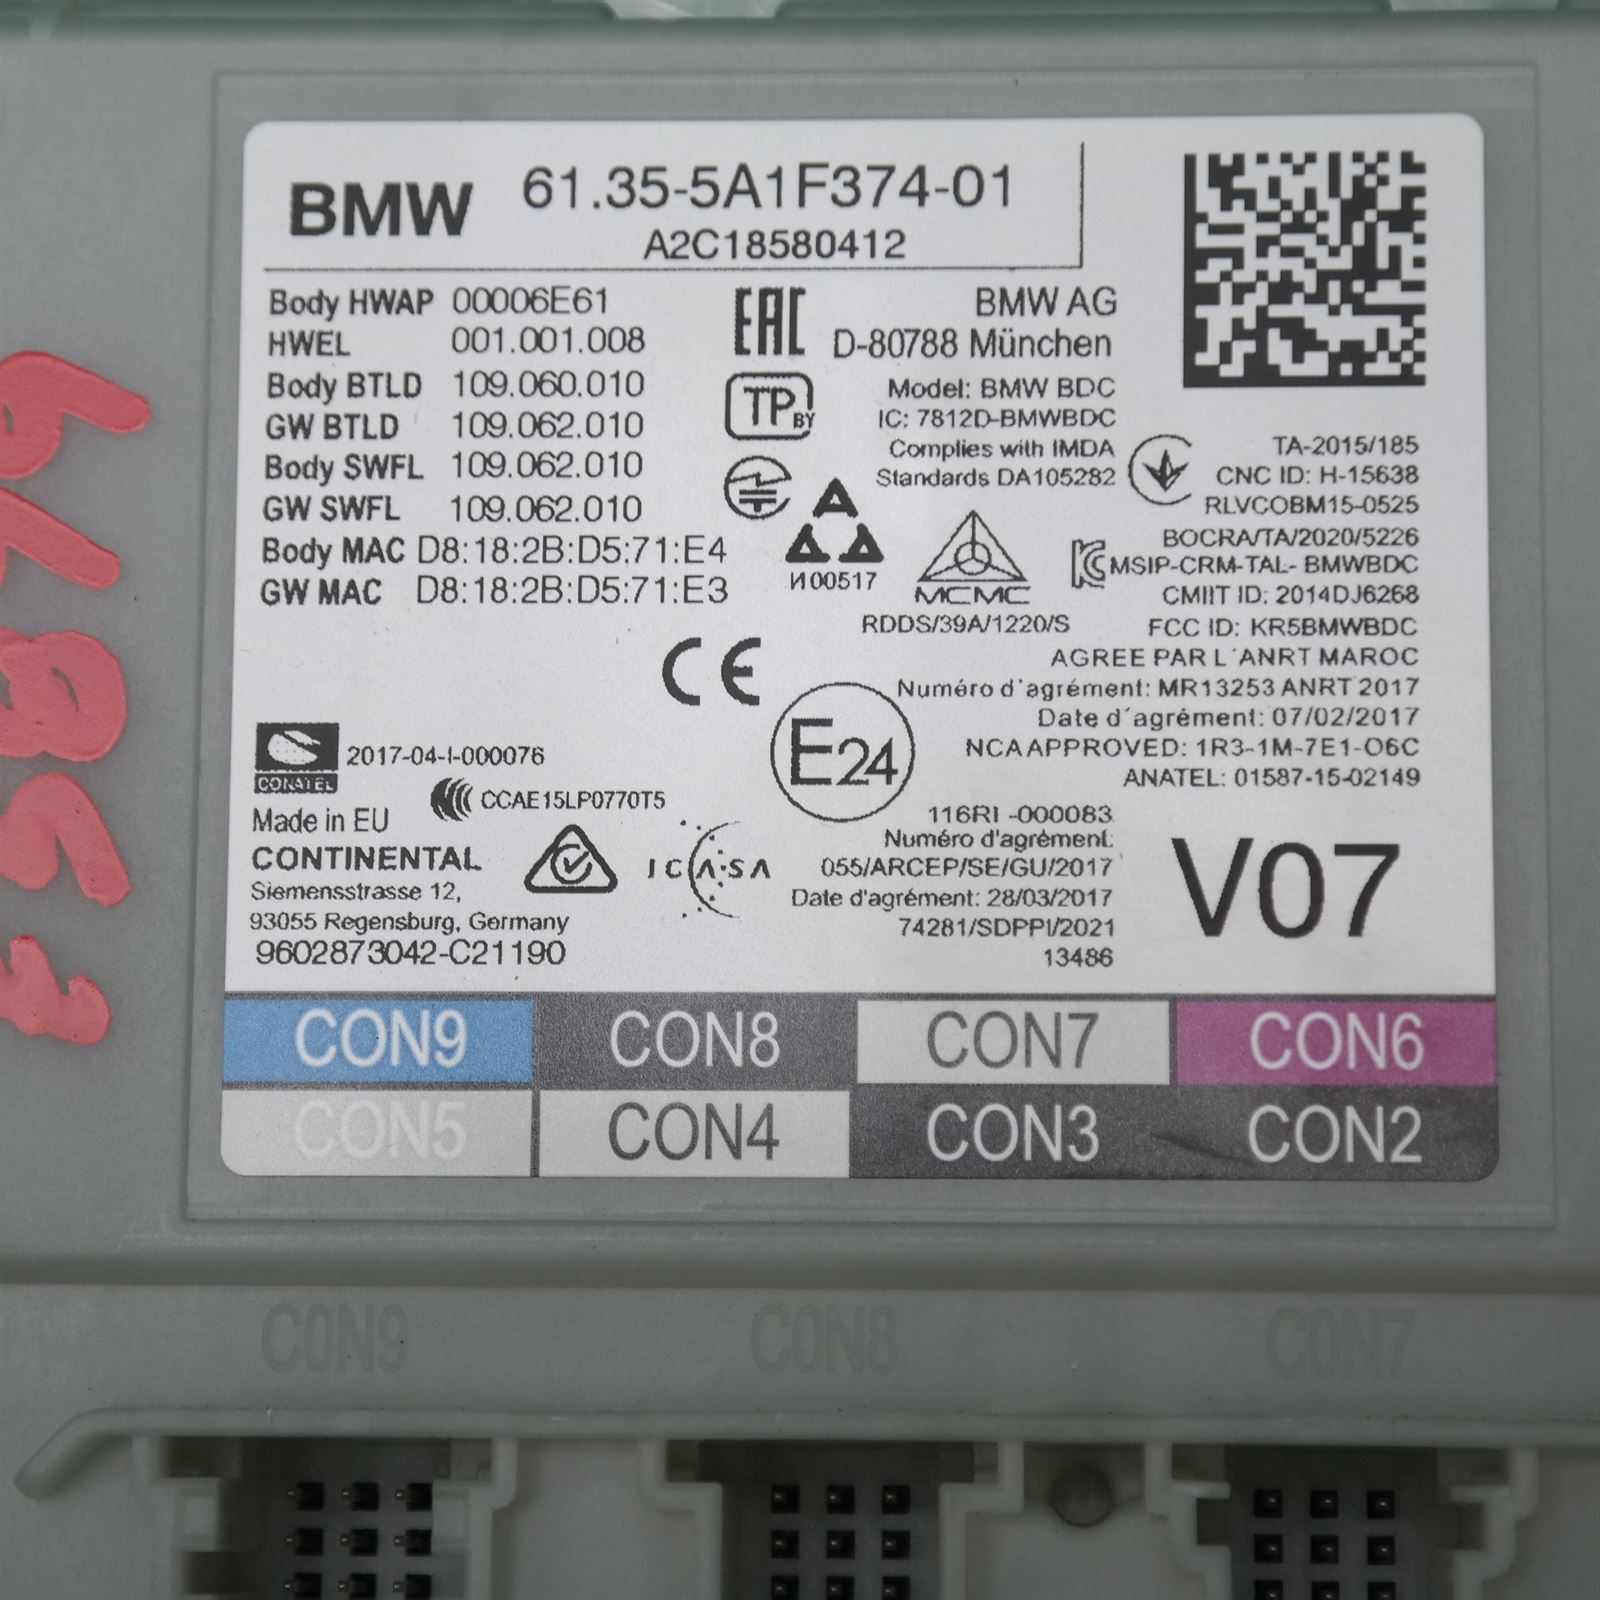 BMW 61.35-5A1F374-01
A2C18580412
Body HWAP 00006E61
HWEL 001.001.008
Body BTLD 109.060.010
GW BTLD 109.062.010
Body SWFL 109.062.010
GW SWFL 109.062.010
Body MAC D8:18:2B:D5:71:E4
GW MAC D8:18:2B:D5:71:E3
EAC
TP BY
И00517
BMW AG
D-80788 München
Model: BMW BDC
IC: 7812D-BMWBDC
Complies with IMDA
Standards DA105282
MCMC
RDDS/39A/1220/S
TA-2015/185
CNC ID: H-15638
RLVCOBM15-0525
BOCRA/TA/2020/5226
MSIP-CRM-TAL- BMWBDC
CMIIT ID: 2014DJ6268
FCC ID: KR5BMWBDC
AGREE PAR L´ANRT MAROC
Numéro d´agrément: MR13253 ANRT 2017
Date d´agrément: 07/02/2017
NCA APPROVED: 1R3-1M-7E1-O6C
ANATEL: 01587-15-02149
CE
E24
CONATEL
2017-04-I-000076
CCAE15LP0770T5
Made in EU
CONTINENTAL
Siemensstrasse 12,
93055 Regensburg, Germany
9602873042-C21190
ICASA
116RI-000083
Numéro d'agrément:
055/ARCEP/SE/GU/2017
Date d'agrément: 28/03/2017
74281/SDPPI/2021
13486
V07
CON9 CON8 CON7 CON6
CON5 CON4 CON3 CON2
CON9 CON8 CON7